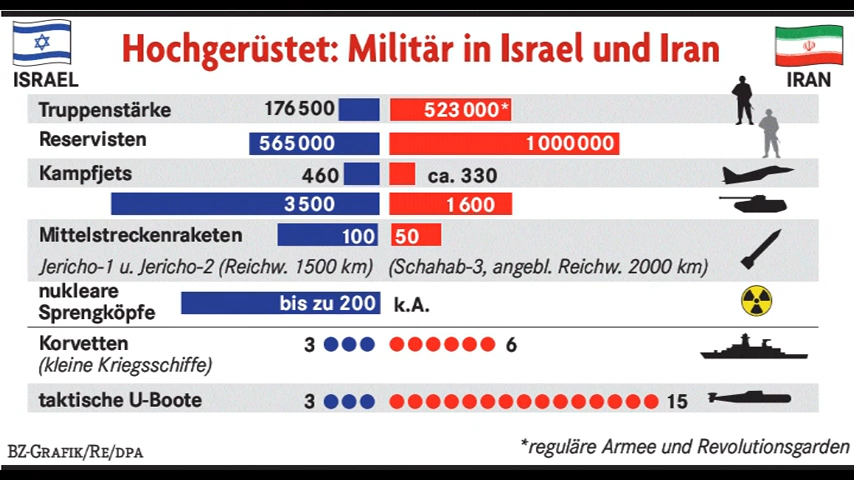 Hochgerüstet: Militär in Israel und Iran
ISRAEL
IRAN
Truppenstärke 176 500 523 000*
Reservisten 565 000 1 000 000
Kampfjets 460 ca. 330
3 500 1 600
Mittelstreckenraketen 100 50
Jericho-1 u. Jericho-2 (Reichw. 1500 km) (Schahab-3, angebl. Reichw. 2000 km)
nukleare
Sprengköpfe bis zu 200 k.A.
Korvetten 3 6
(kleine Kriegsschiffe)
taktische U-Boote 3 15
BZ-GRAFIK/RE/DPA
*reguläre Armee und Revolutionsgarden